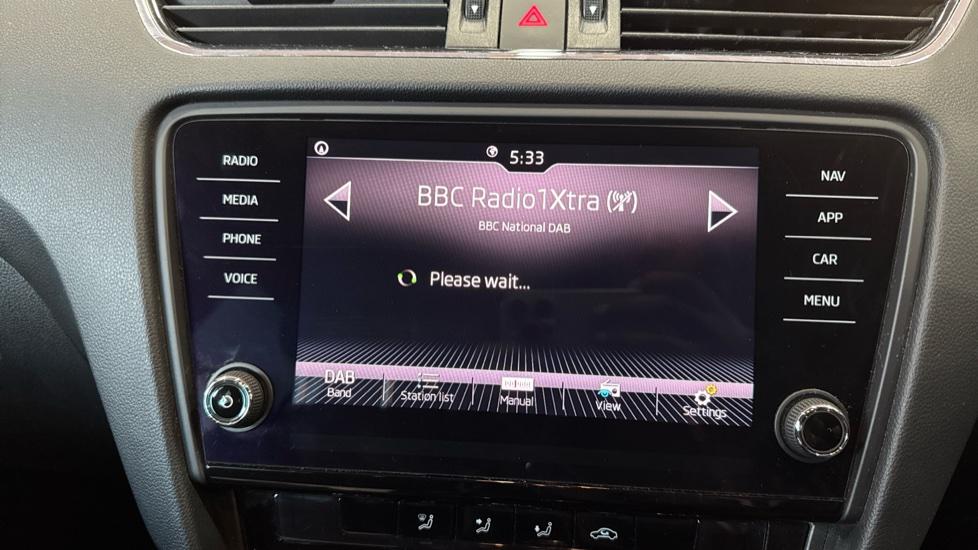 5:33
RADIO
MEDIA
PHONE
VOICE
BBC Radio1Xtra
BBC National DAB
Please wait...
DAB
Band
Station list
Manual
View
Settings
NAV
APP
CAR
MENU